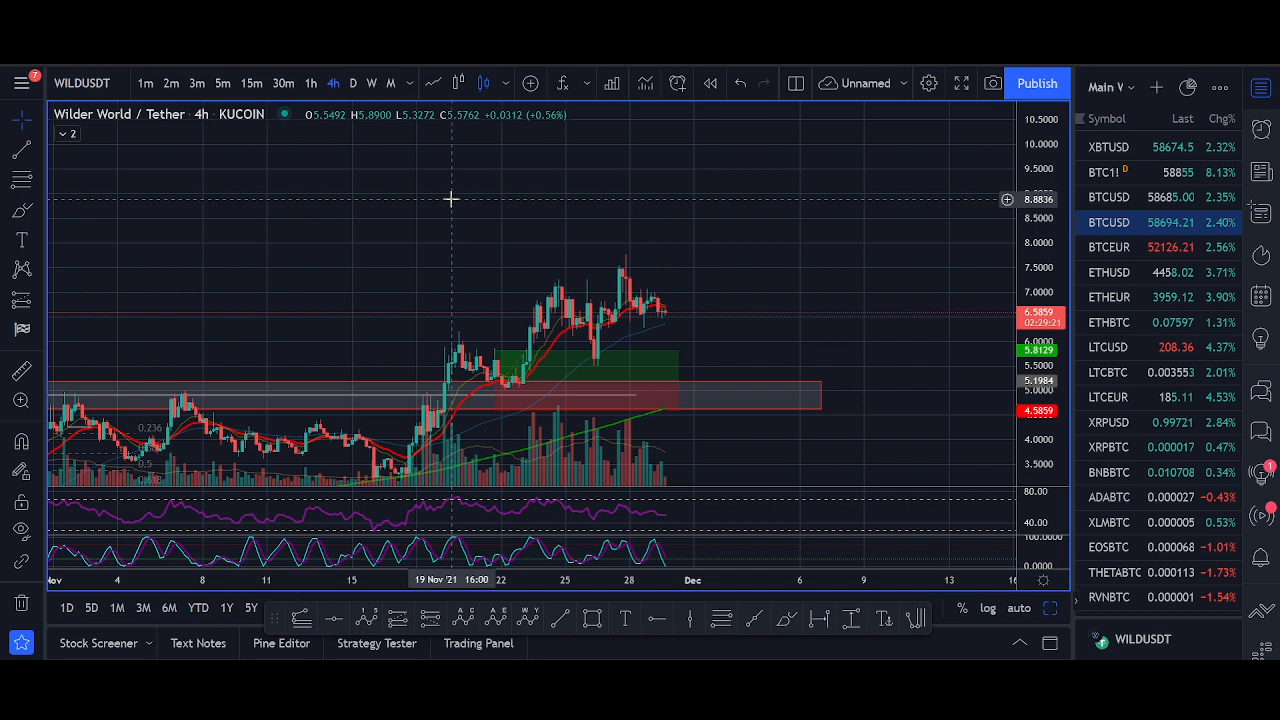 7
WILDUSDT 1m 2m 3m 5m 15m 30m 1h 4h D W M Unnamed Publish
Wilder World / Tether · 4h · KUCOIN O5.5492 H5.8900 L5.3272 C5.5762 +0.0312 (+0.56%)
2
10.5000
10.0000
9.5000
8.8836
8.5000
8.0000
7.5000
7.0000
6.5859
02:29:21
6.0000
5.8129
5.5000
5.1984
5.0000
4.5859
4.0000
3.5000
0.236
0.5
80.00
40.00
100.0000
0.0000
Nov 4 8 11 15 19 Nov '21 16:00 22 25 28 Dec 6 9 13 16
1D 5D 1M 3M 6M YTD 1Y 5Y % log auto
Stock Screener Text Notes Pine Editor Strategy Tester Trading Panel
Main V
Symbol Last Chg%
XBTUSD 58674.5 2.32%
BTC1! D 58855 8.13%
BTCUSD 58685.00 2.35%
BTCUSD 58694.21 2.40%
BTCEUR 52126.21 2.56%
ETHUSD 4458.02 3.71%
ETHEUR 3959.12 3.90%
ETHBTC 0.07597 1.31%
LTCUSD 208.36 4.37%
LTCBTC 0.003553 2.01%
LTCEUR 185.11 4.53%
XRPUSD 0.99721 2.84%
XRPBTC 0.000017 0.47%
BNBBTC 0.010708 0.34%
ADABTC 0.000027 -0.43%
XLMBTC 0.000005 0.53%
EOSBTC 0.000068 -1.01%
THETABTC 0.000113 -1.73%
RVNBTC 0.000001 -1.54%
WILDUSDT
1